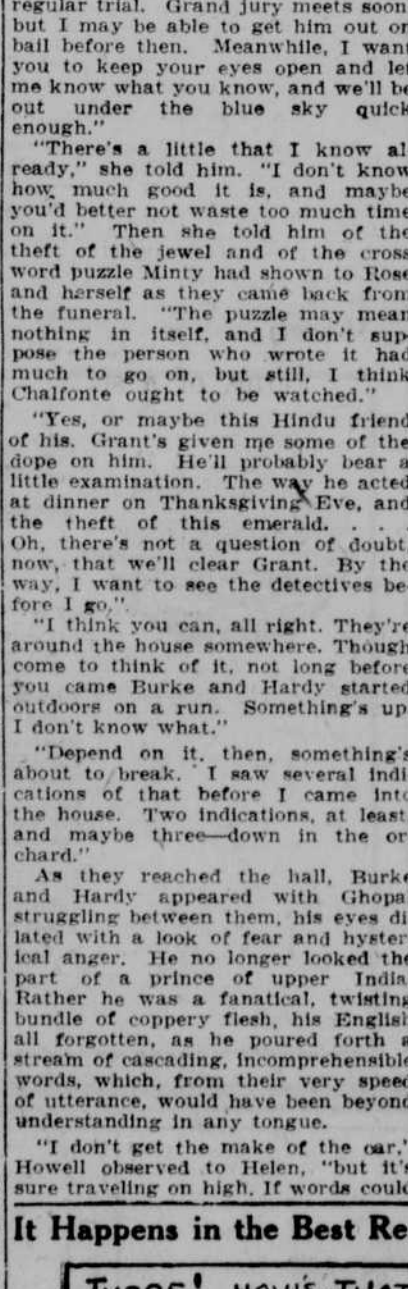 regular trial. Grand jury meets soon
but I may be able to get him out on
bail before then. Meanwhile, I want
you to keep your eyes open and let
me know what you know, and we'll be
out under the blue sky quick
enough."
"There's a little that I know al
ready," she told him. "I don't know
how much good it is, and maybe
you'd better not waste too much time
on it." Then she told him of the
theft of the jewel and of the cross
word puzzle Minty had shown to Rose
and herself as they came back from
the funeral. "The puzzle may mean
nothing in itself, and I don't sup
pose the person who wrote it had
much to go on, but still, I think
Chalfonte ought to be watched."
"Yes, or maybe this Hindu friend
of his. Grant's given me some of the
dope on him. He'll probably bear a
little examination. The way he acted
at dinner on Thanksgiving Eve, and
the theft of this emerald. . . .
Oh, there's not a question of doubt
now, that we'll clear Grant. By the
way, I want to see the detectives be
fore I go."
"I think you can, all right. They're
around the house somewhere. Though
come to think of it, not long before
you came Burke and Hardy started
outdoors on a run. Something's up
I don't know what."
"Depend on it, then, something's
about to break. I saw several indi
cations of that before I came into
the house. Two indications, at least
and maybe three—down in the or
chard."
As they reached the hall, Burke
and Hardy appeared with Ghopa
struggling between them, his eyes di
lated with a look of fear and hyster
ical anger. He no longer looked the
part of a prince of upper India
Rather he was a fanatical, twisting
bundle of coppery flesh, his English
all forgotten, as he poured forth a
stream of cascading, incomprehensible
words, which, from their very speed
of utterance, would have been beyond
understanding in any tongue.
"I don't get the make of the car,"
Howell observed to Helen, "but it's
sure traveling on high. If words could
It Happens in the Best Re